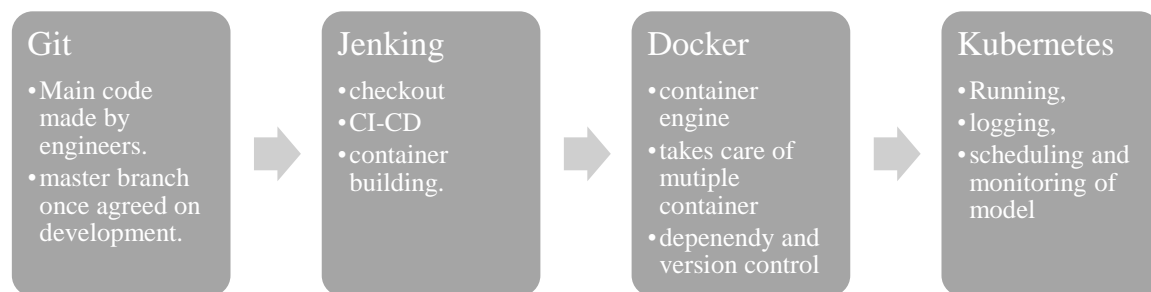 Git
•Main code
made by
engineers.
•master branch
once agreed on
development.
Jenking
•checkout
•CI-CD
•container
building.
Docker
•container
engine
•takes care of
mutiple
container
•depenendy and
version control
Kubernetes
•Running,
•logging,
•scheduling and
monitoring of
model